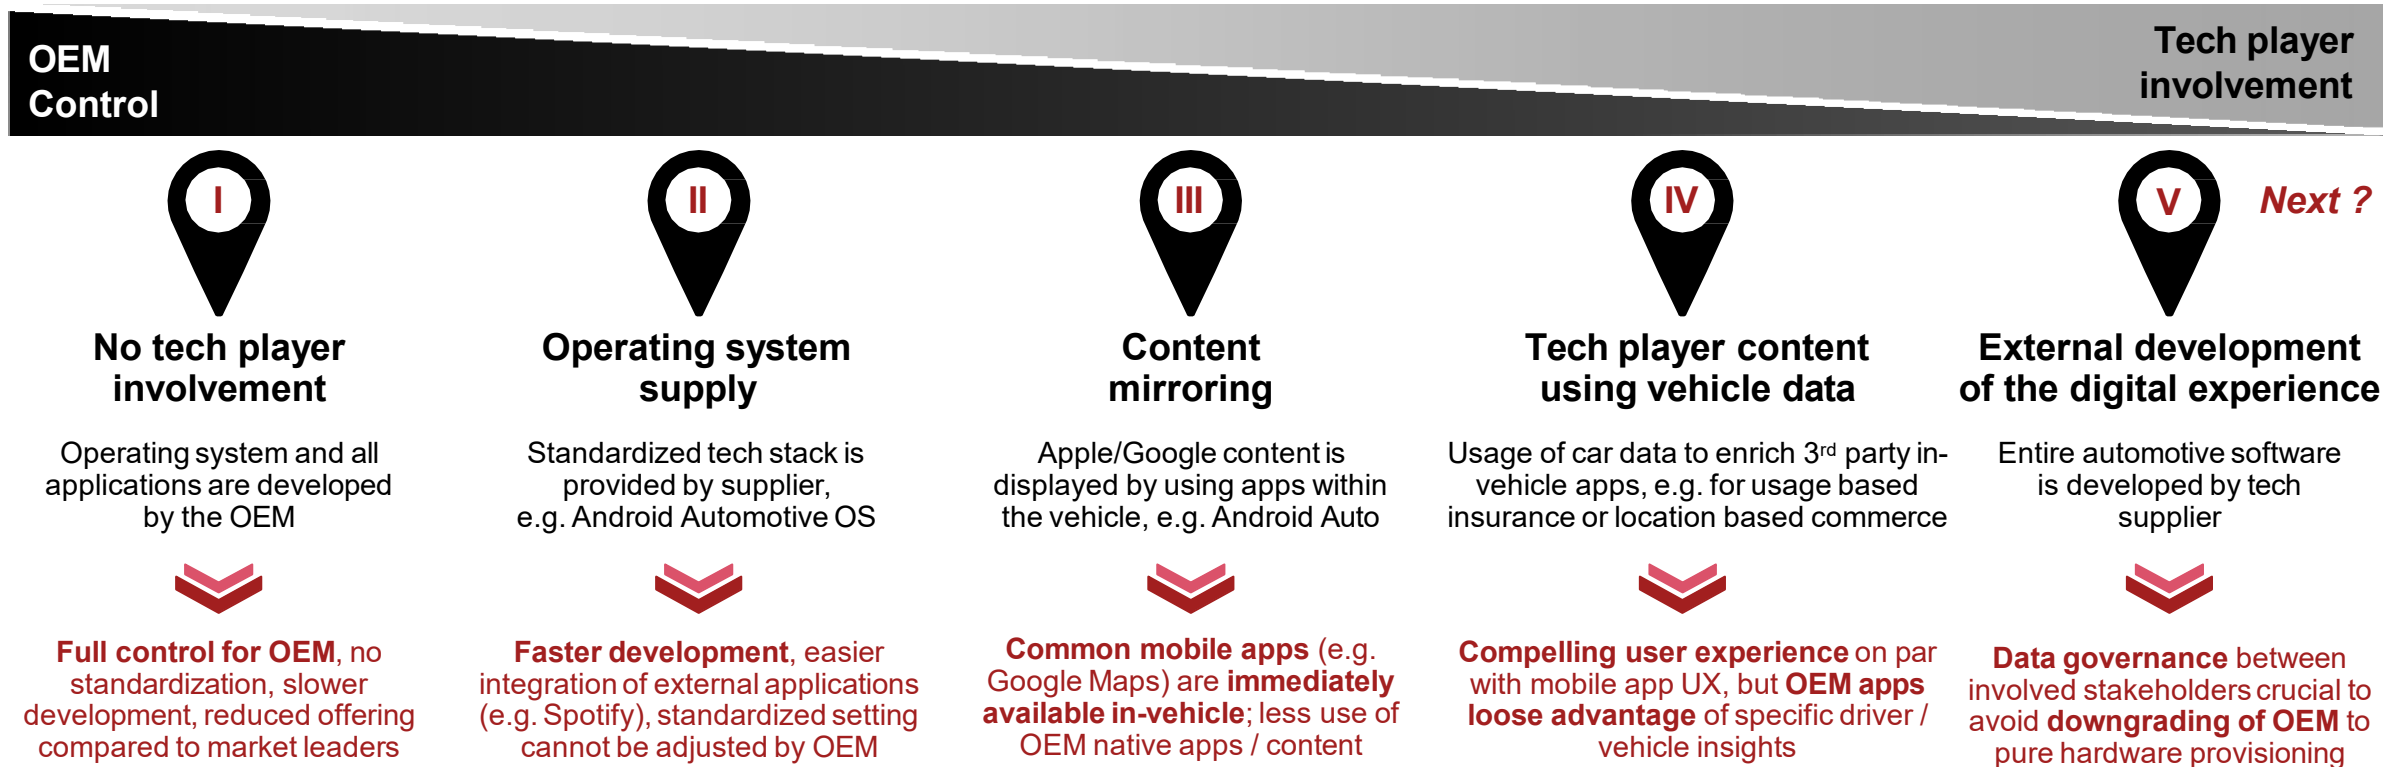 OEM
Control
Tech player
involvement
I
II
III
IV
V
Next ?
No tech player
involvement
Operating system and all
applications are developed
by the OEM
Full control for OEM, no
standardization, slower
development, reduced offering
compared to market leaders
Operating system
supply
Standardized tech stack is
provided by supplier,
e.g. Android Automotive OS
Faster development, easier
integration of external applications
(e.g. Spotify), standardized setting
cannot be adjusted by OEM
Content
mirroring
Apple/Google content is
displayed by using apps within
the vehicle, e.g. Android Auto
Common mobile apps (e.g.
Google Maps) are immediately
available in-vehicle; less use of
OEM native apps / content
Tech player content
using vehicle data
Usage of car data to enrich 3rd party in-
vehicle apps, e.g. for usage based
insurance or location based commerce
Compelling user experience on par
with mobile app UX, but OEM apps
loose advantage of specific driver /
vehicle insights
External development
of the digital experience
Entire automotive software
is developed by tech
supplier
Data governance between
involved stakeholders crucial to
avoid downgrading of OEM to
pure hardware provisioning